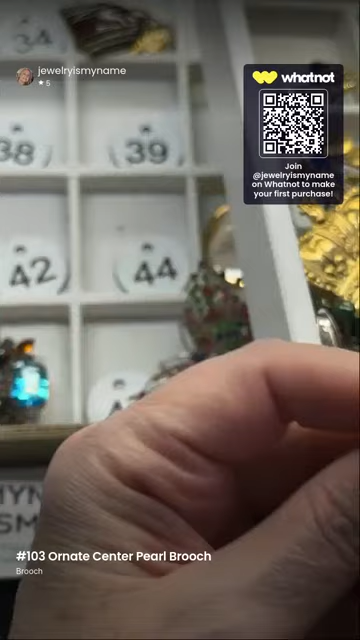 34
jewelryismyname
★ 5
whatnot
Join
@jewelryismyname
on Whatnot to make
your first purchase!
38
39
42
44
#103 Ornate Center Pearl Brooch
Brooch